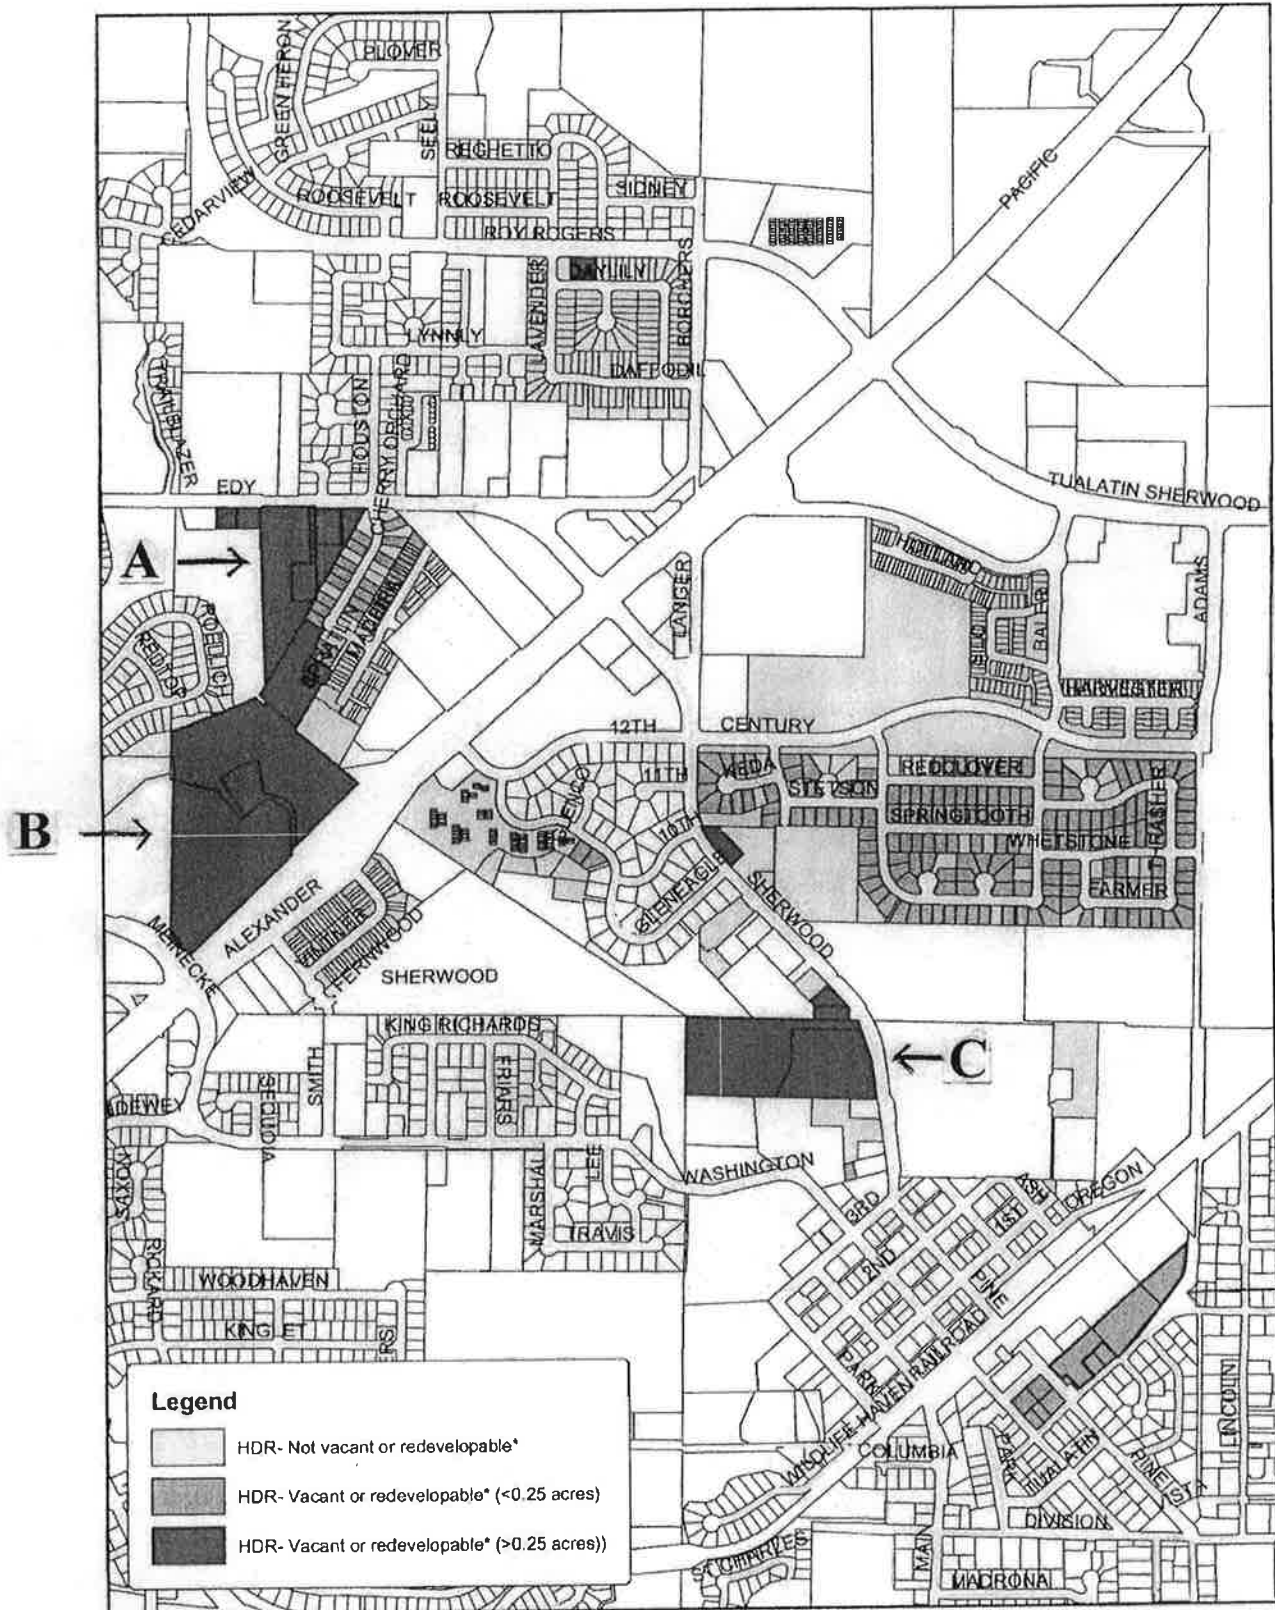 PLOVER
GREEN HERON
SEELY
REGHETTO
CEDARVIEW
ROOSEVELT
ROOSEVELT
SIDNEY
PACIFIC
ROY ROGERS
LAVENDER
DAYLILY
BORCHERS
LYNNLY
DAFFODIL
TRAILBLAZER
HOUSTON
CHERRY ORCHARD
EDY
TUALATIN SHERWOOD
A
LANGER
ADAMS
ROELLICH
HARVESTER
12TH
CENTURY
11TH
KEDA
REDCLOVER
STETSON
SPRINGTOOTH
WHETSTONE
THRASHER
B
10TH
GLENEAGLE
SHERWOOD
FARMER
MEINECKE
ALEXANDER
FERNWOOD
SHERWOOD
KING RICHARDS
C
SMITH
SEQUOIA
FRIARS
DEWEY
SAXON
MARSHALL
LEE
WASHINGTON
3RD
ASH
OREGON
1ST
TRAVIS
2ND
PINE
RICKARD
WOODHAVEN
KINGLET
ERS
PARK
WILDLIFE HAVEN RAILROAD
LINCOLN
COLUMBIA
PARK
TUALATIN
PINE
1ST
DIVISION
MAIN
ST CHARLES
MADRONA
Legend
HDR- Not vacant or redevelopable*
HDR- Vacant or redevelopable* (<0.25 acres)
HDR- Vacant or redevelopable* (>0.25 acres))